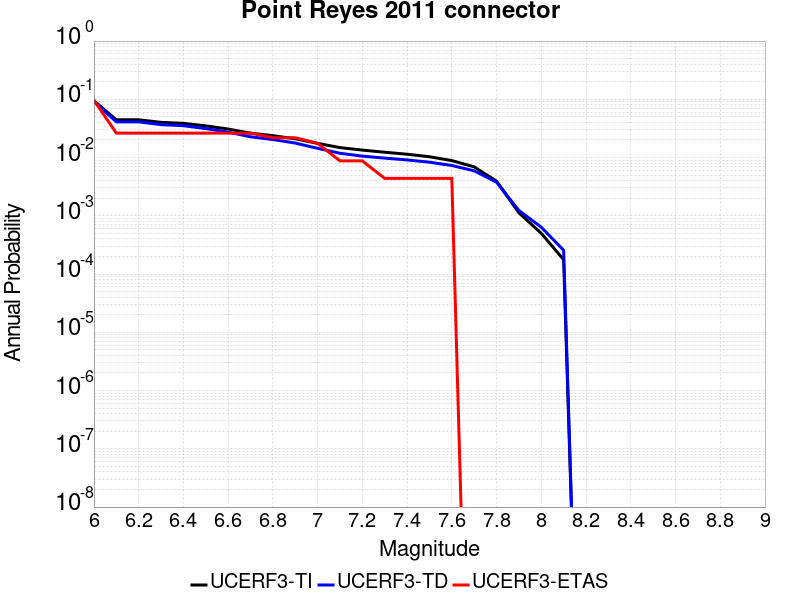 Point Reyes 2011 connector
10^0
10^-1
10^-2
10^-3
10^-4
10^-5
10^-6
10^-7
10^-8
Annual Probability
6 6.2 6.4 6.6 6.8 7 7.2 7.4 7.6 7.8 8 8.2 8.4 8.6 8.8 9
Magnitude
UCERF3-TI UCERF3-TD UCERF3-ETAS